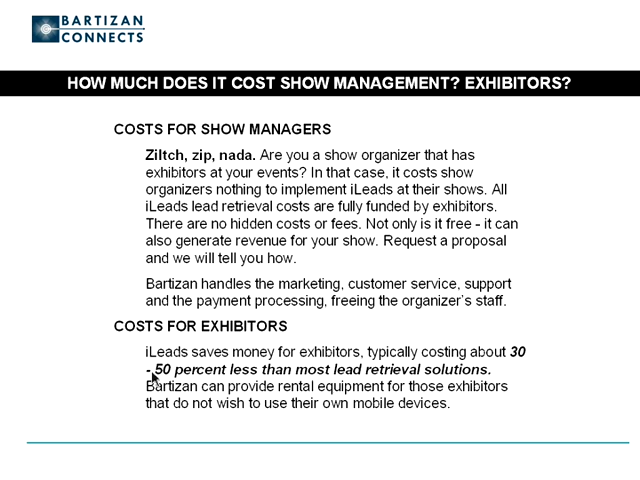 BARTIZAN
CONNECTS
HOW MUCH DOES IT COST SHOW MANAGEMENT? EXHIBITORS?
COSTS FOR SHOW MANAGERS
Ziltch, zip, nada. Are you a show organizer that has
exhibitors at your events? In that case, it costs show
organizers nothing to implement iLeads at their shows. All
iLeads lead retrieval costs are fully funded by exhibitors.
There are no hidden costs or fees. Not only is it free - it can
also generate revenue for your show. Request a proposal
and we will tell you how.
Bartizan handles the marketing, customer service, support
and the payment processing, freeing the organizer's staff.
COSTS FOR EXHIBITORS
iLeads saves money for exhibitors, typically costing about 30
- 50 percent less than most lead retrieval solutions.
Bartizan can provide rental equipment for those exhibitors
that do not wish to use their own mobile devices.